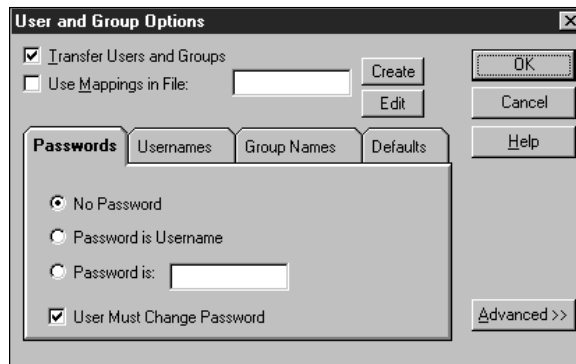 User and Group Options
Transfer Users and Groups
Use Mappings in File:
Create
Edit
OK
Cancel
Help
Passwords
Usernames
Group Names
Defaults
No Password
Password is Username
Password is:
User Must Change Password
Advanced >>